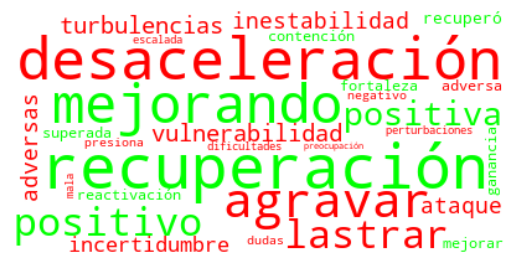 turbulencias inestabilidad recuperó
escalada contención
desaceleración
fortaleza adversa
mejorando negativo
positiva
adversas superada vulnerabilidad perturbaciones
presiona dificultades preocupación
recuperación ganancia
mala reactivación agravar ataque
positivo lastrar
incertidumbre dudas mejorar